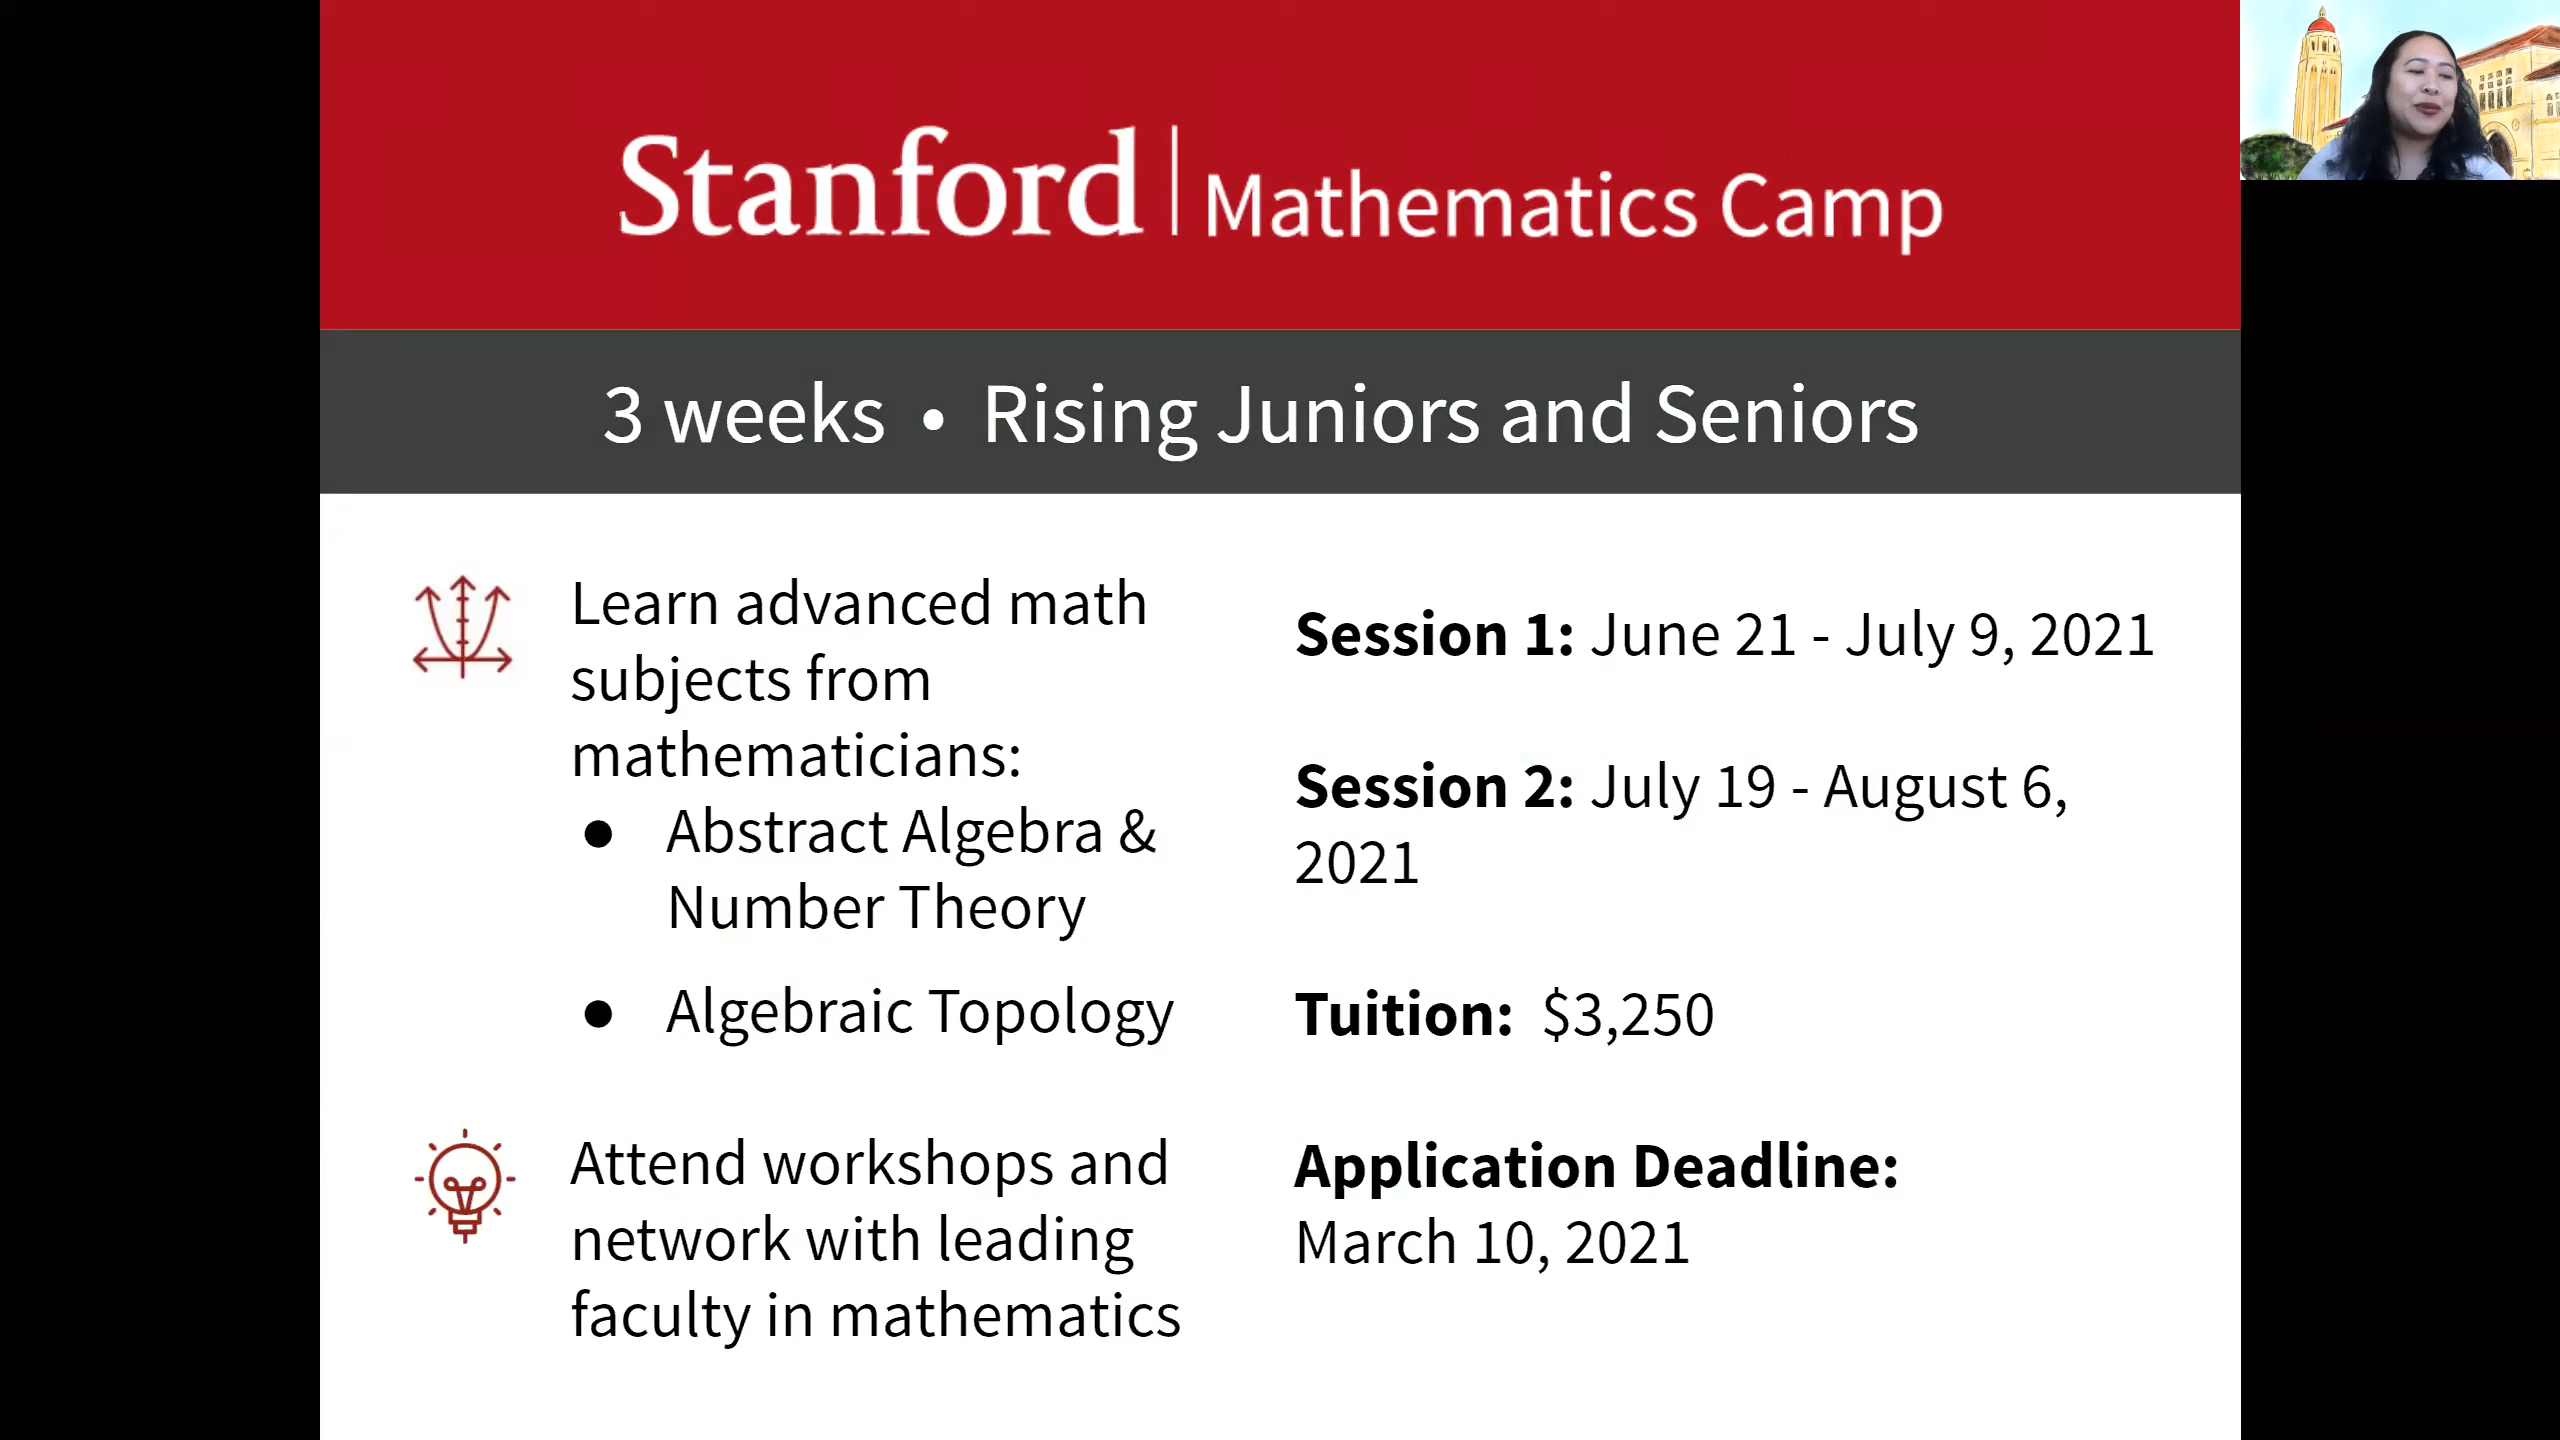 Stanford | Mathematics Camp
3 weeks • Rising Juniors and Seniors
Learn advanced math
subjects from
mathematicians:
● Abstract Algebra &
Number Theory
● Algebraic Topology
Attend workshops and
network with leading
faculty in mathematics
Session 1: June 21 - July 9, 2021
Session 2: July 19 - August 6,
2021
Tuition: $3,250
Application Deadline:
March 10, 2021